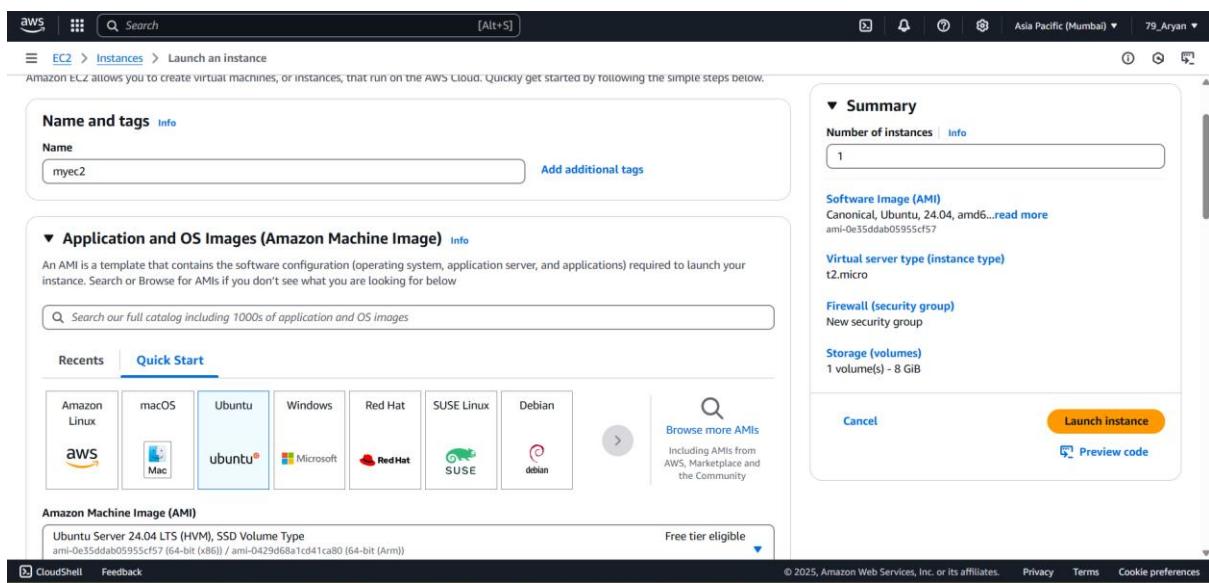 aws
Search [Alt+S]
Asia Pacific (Mumbai) ▼
79_Aryan ▼
EC2 > Instances > Launch an instance
Amazon EC2 allows you to create virtual machines, or instances, that run on the AWS Cloud. Quickly get started by following the simple steps below.
Name and tags Info
Name
myec2
Add additional tags
▼ Application and OS Images (Amazon Machine Image) Info
An AMI is a template that contains the software configuration (operating system, application server, and applications) required to launch your
instance. Search or Browse for AMIs if you don't see what you are looking for
below
Search our full catalog including 1000s of application and OS images
Recents
Quick Start
Amazon
Linux
aws
macOS
Mac
Ubuntu
ubuntu®
Windows
Microsoft
Red Hat
Red Hat
SUSE Linux
SUSE
Debian
debian
Browse more AMIs
Including AMIs from
AWS, Marketplace and
the Community
Amazon Machine Image (AMI)
Ubuntu Server 24.04 LTS (HVM), SSD Volume Type
Free tier eligible
ami-0e35ddab05955cf57 (64-bit (x86)) / ami-0429d68a1cd41ca80 (64-bit (Arm))
▼ Summary
Number of instances Info
1
Software Image (AMI)
Canonical, Ubuntu, 24.04, amd6...read more
ami-0e35ddab05955cf57
Virtual server type (instance type)
t2.micro
Firewall (security group)
New security group
Storage (volumes)
1 volume(s) - 8 GiB
Cancel
Launch instance
Preview code
CloudShell
Feedback
© 2025, Amazon Web Services, Inc. or its affiliates.
Privacy
Terms
Cookie preferences